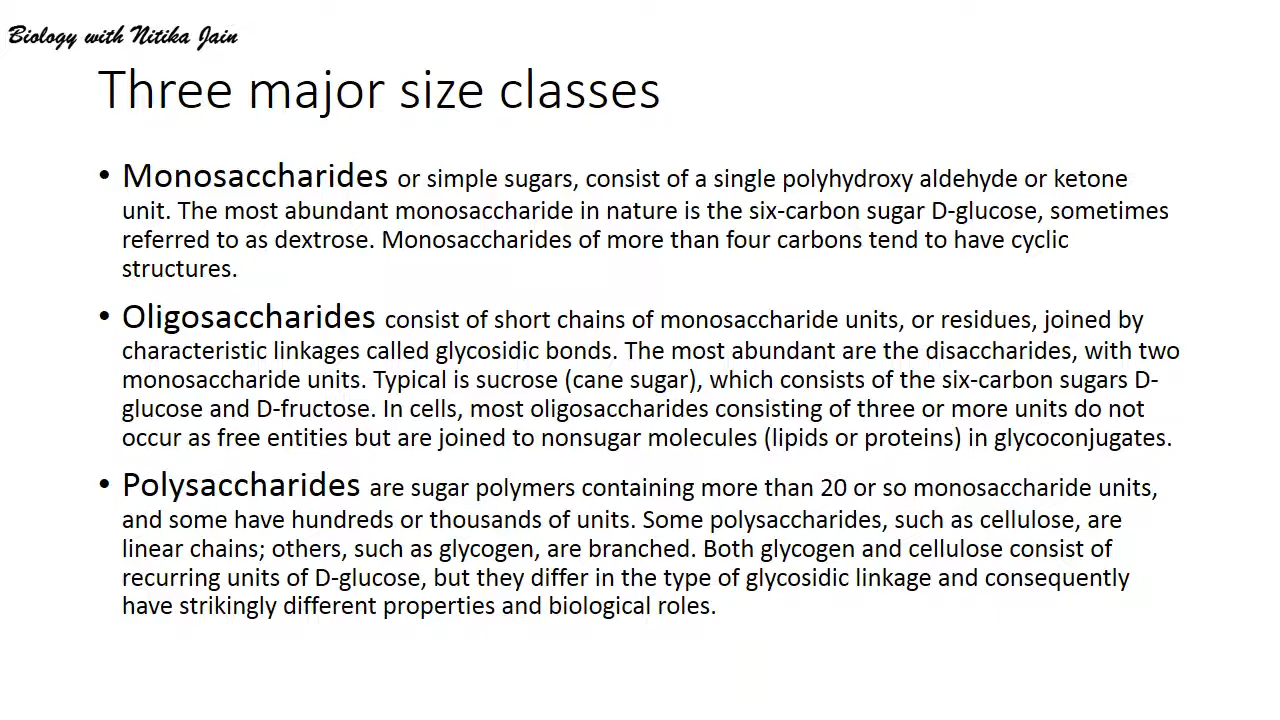 Biology with Nitika Jain
Three major size classes
• Monosaccharides or simple sugars, consist of a single polyhydroxy aldehyde or ketone
unit. The most abundant monosaccharide in nature is the six-carbon sugar D-glucose, sometimes
referred to as dextrose. Monosaccharides of more than four carbons tend to have cyclic
structures.
• Oligosaccharides consist of short chains of monosaccharide units, or residues, joined by
characteristic linkages called glycosidic bonds. The most abundant are the disaccharides, with two
monosaccharide units. Typical is sucrose (cane sugar), which consists of the six-carbon sugars D-
glucose and D-fructose. In cells, most oligosaccharides consisting of three or more units do not
occur as free entities but are joined to nonsugar molecules (lipids or proteins) in glycoconjugates.
• Polysaccharides are sugar polymers containing more than 20 or so monosaccharide units,
and some have hundreds or thousands of units. Some polysaccharides, such as cellulose, are
linear chains; others, such as glycogen, are branched. Both glycogen and cellulose consist of
recurring units of D-glucose, but they differ in the type of glycosidic linkage and consequently
have strikingly different properties and biological roles.